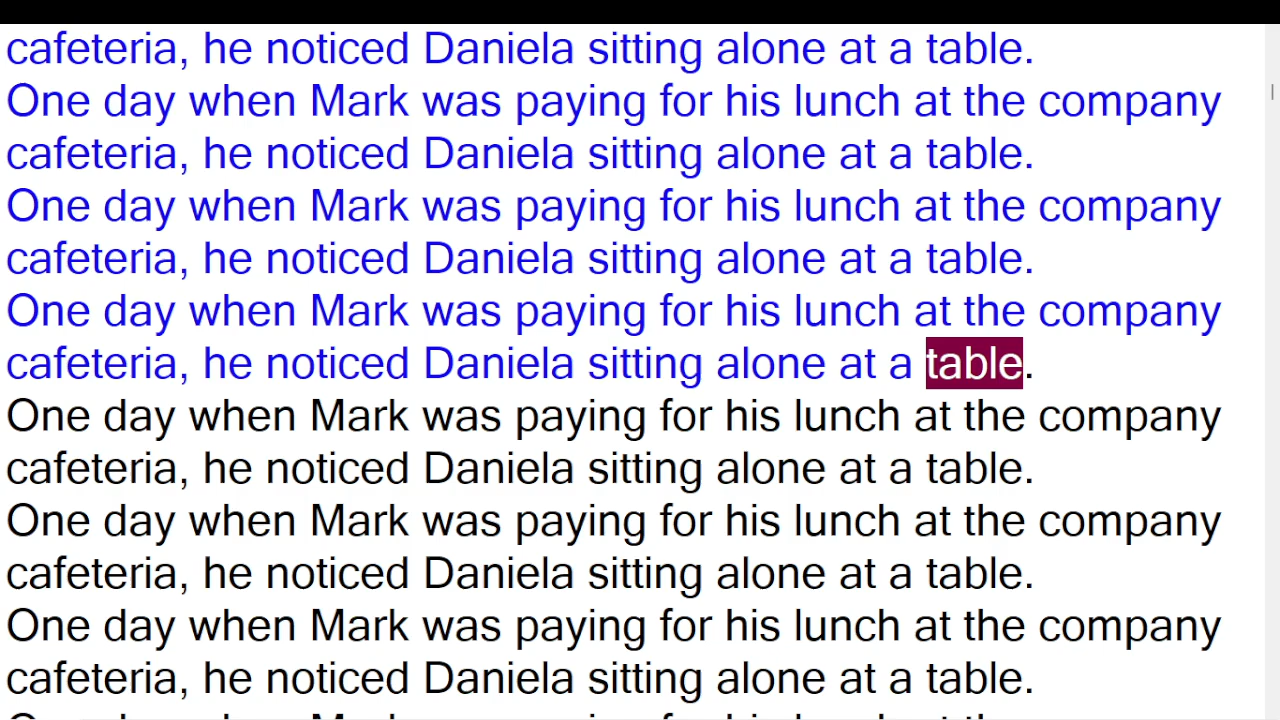 cafeteria, he noticed Daniela sitting alone at a table.
One day when Mark was paying for his lunch at the company
cafeteria, he noticed Daniela sitting alone at a table.
One day when Mark was paying for his lunch at the company
cafeteria, he noticed Daniela sitting alone at a table.
One day when Mark was paying for his lunch at the company
cafeteria, he noticed Daniela sitting alone at a table.
One day when Mark was paying for his lunch at the company
cafeteria, he noticed Daniela sitting alone at a table.
One day when Mark was paying for his lunch at the company
cafeteria, he noticed Daniela sitting alone at a table.
One day when Mark was paying for his lunch at the company
cafeteria, he noticed Daniela sitting alone at a table.